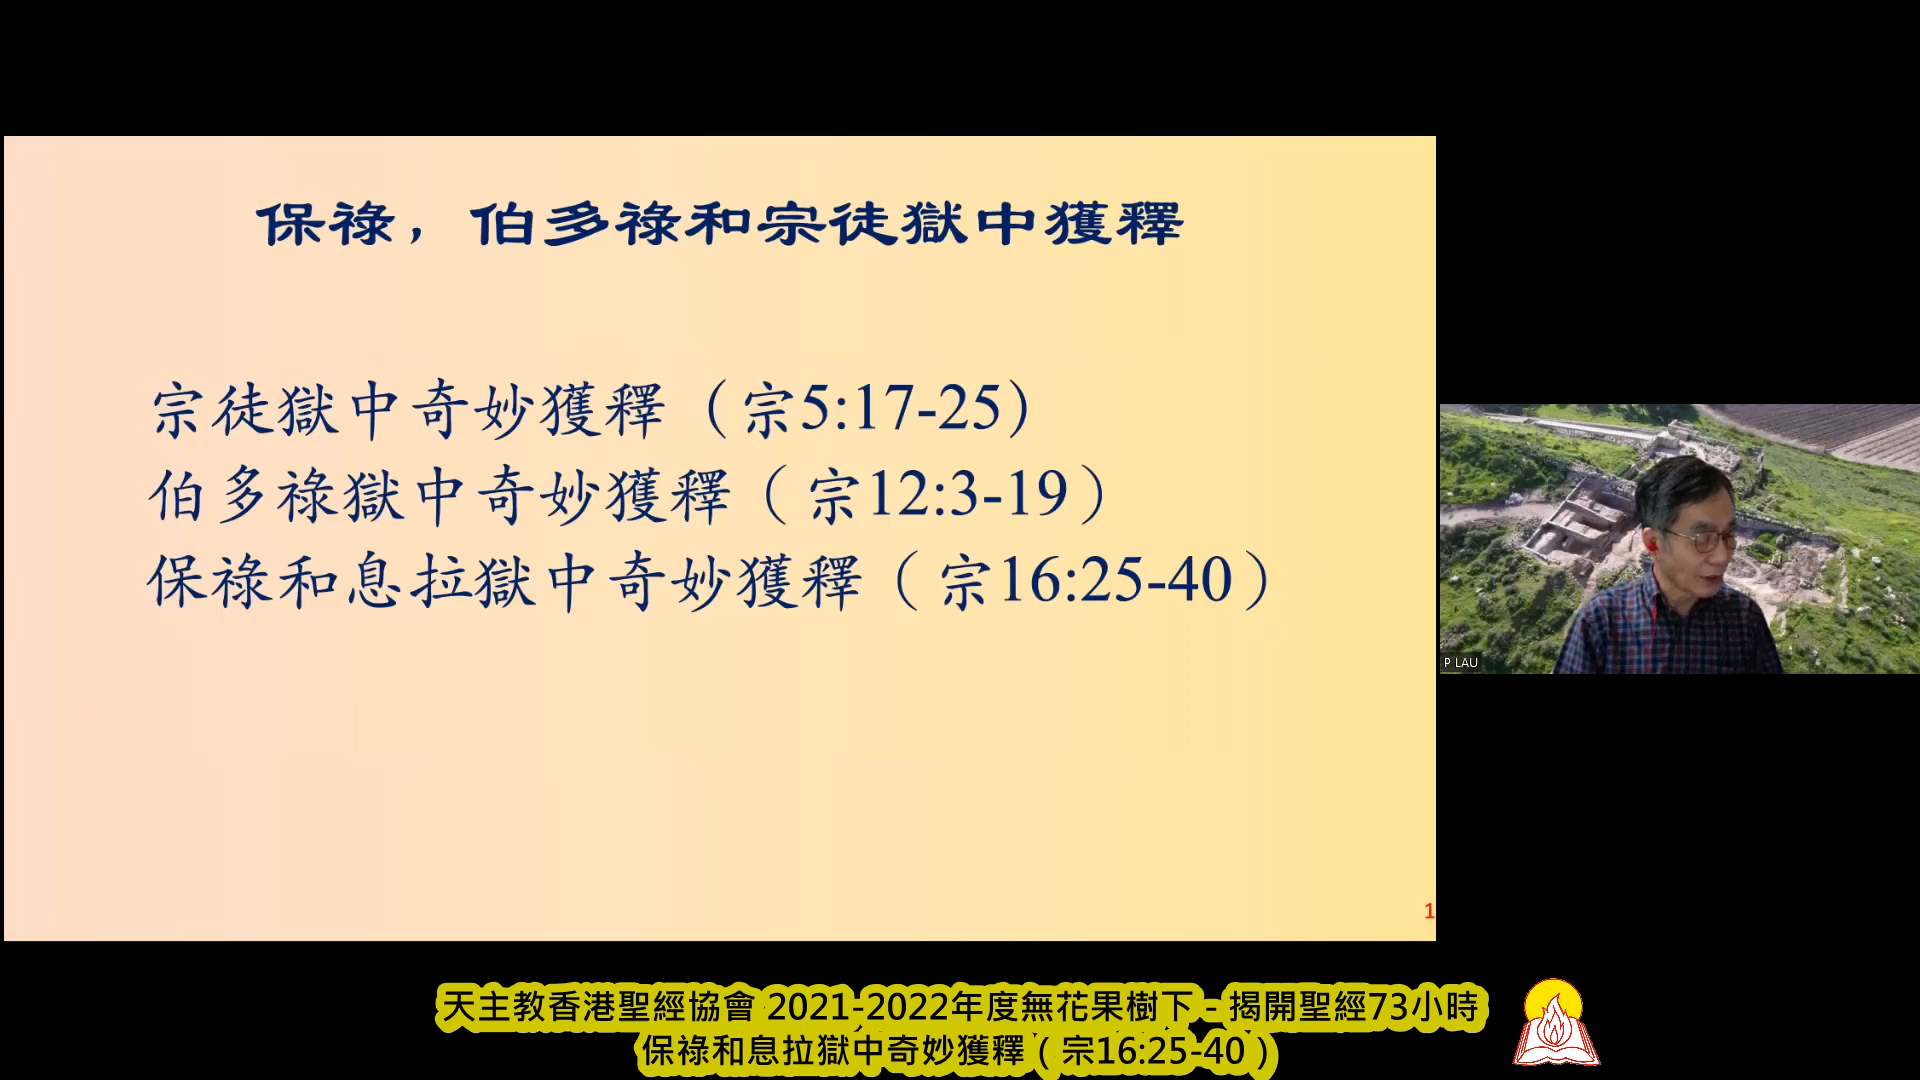 保祿，伯多祿和宗徒獄中獲釋
宗徒獄中奇妙獲釋（宗5:17-25）
伯多祿獄中奇妙獲釋（宗12:3-19）
保祿和息拉獄中奇妙獲釋（宗16:25-40）
1
P LAU
天主教香港聖經協會 2021-2022年度無花果樹下 - 揭開聖經73小時
保祿和息拉獄中奇妙獲釋（宗16:25-40）